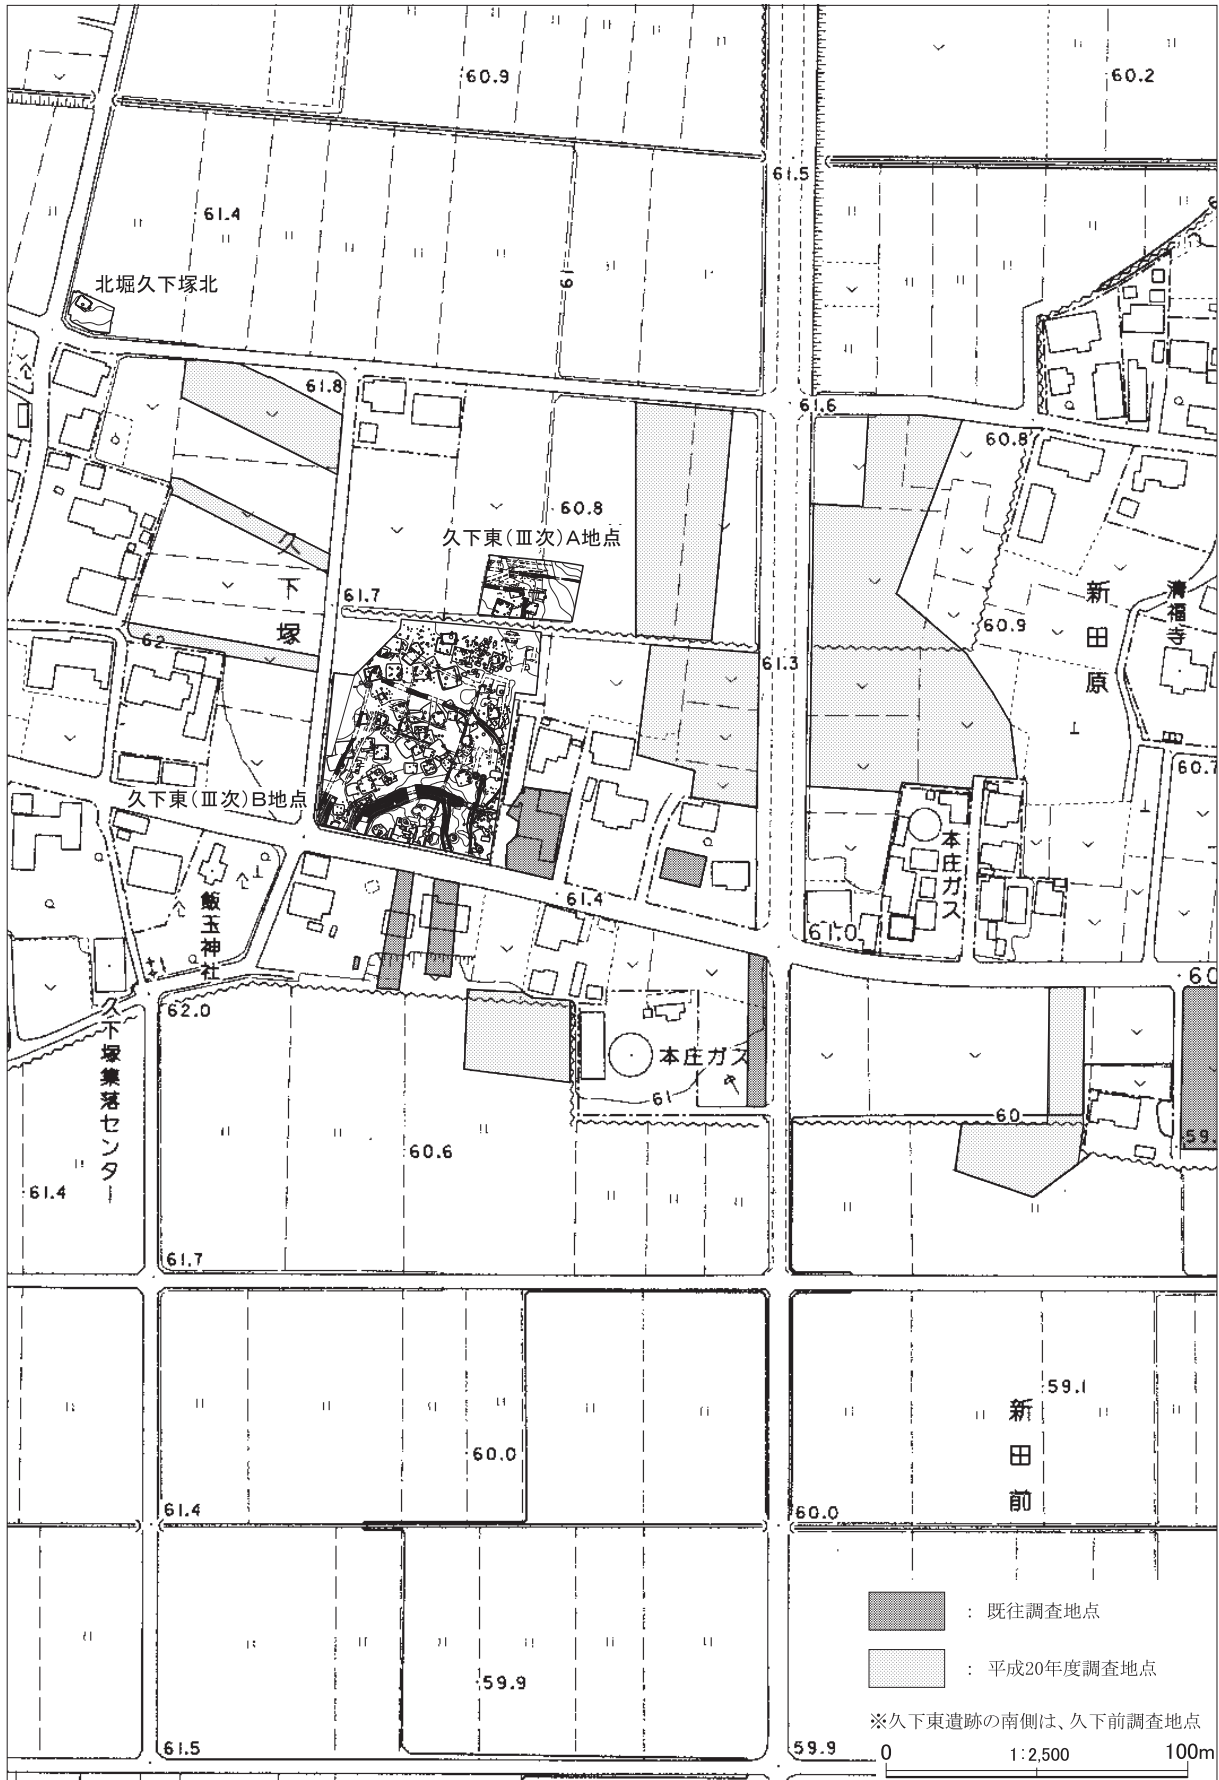 60.9
60.2
61.5
61.4
61
北堀久下塚北
61.8
61.6
60.8
60.8
久下東(Ⅲ次)A地点
久下塚
61.7
新田原
清福寺
60.9
62
61.3
60.7
久下東(Ⅲ次)B地点
本庄ガス
飯玉神社
61.4
61.0
60
62.0
久下塚集落センター
本庄ガス
61
60
59.
60.6
61.4
61.7
59.1
新田前
60.0
61.4
60.0
: 既往調査地点
: 平成20年度調査地点
59.9
※久下東遺跡の南側は、久下前調査地点
61.5
59.9
0 1:2,500 100m